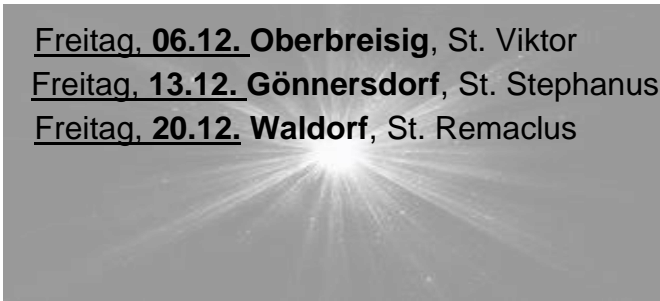 Freitag, 06.12. Oberbreisig, St. Viktor
Freitag, 13.12. Gönnersdorf, St. Stephanus
Freitag, 20.12. Waldorf, St. Remaclus